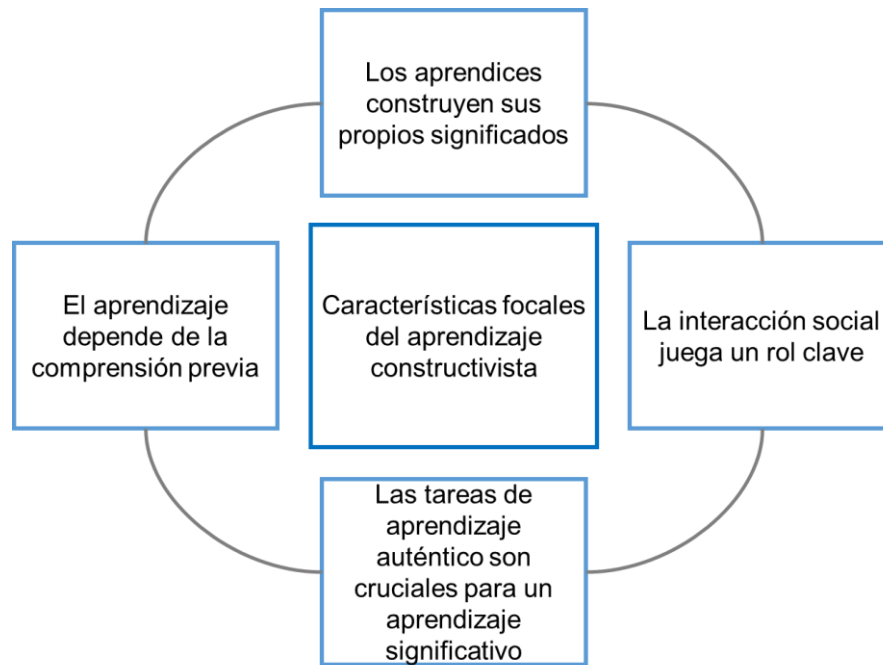 Los aprendices
construyen sus
propios significados
El aprendizaje
depende de la
comprensión previa
Características focales
del aprendizaje
constructivista
La interacción social
juega un rol clave
Las tareas de
aprendizaje
auténtico son
cruciales para un
aprendizaje
significativo